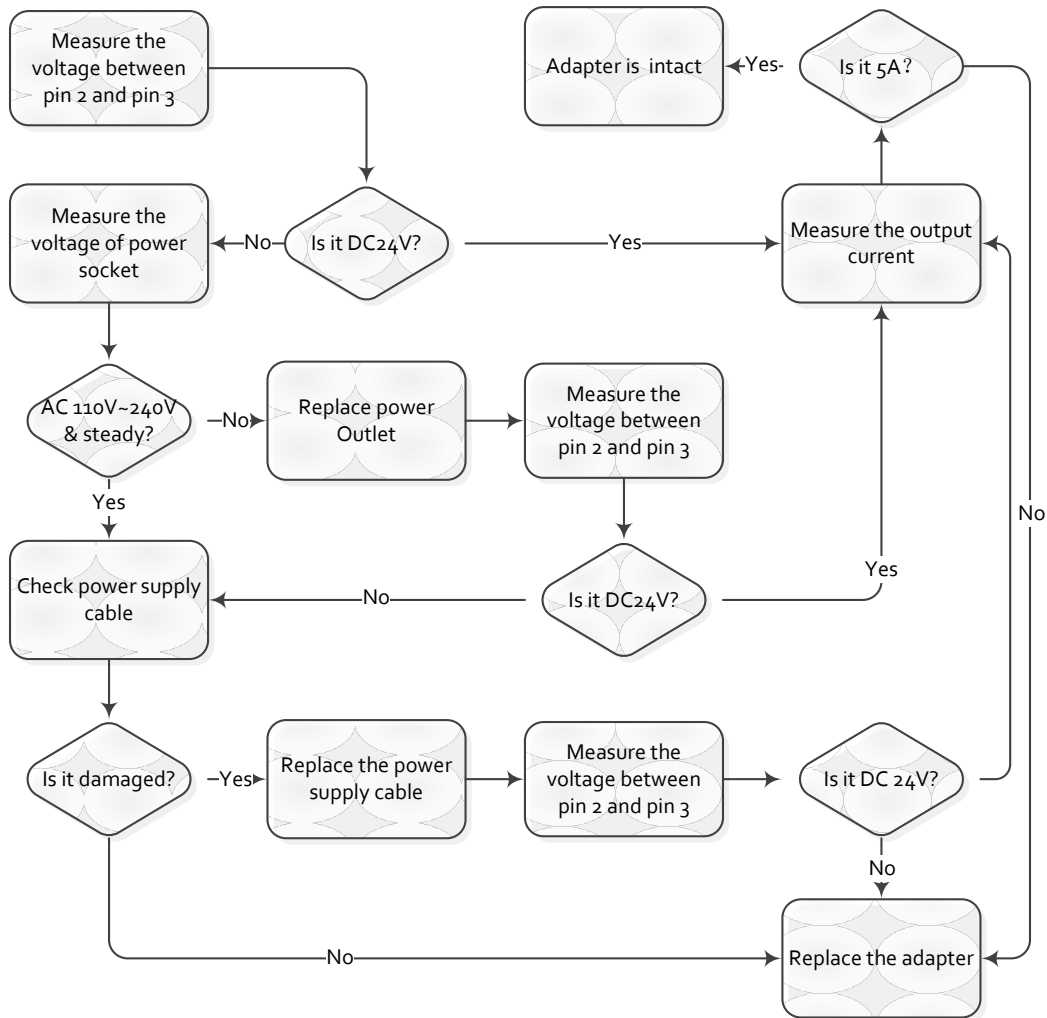 Measure the
voltage between
pin 2 and pin 3
Adapter is intact
Yes
Is it 5A?
Measure the
voltage of power
socket
No
Is it DC24V?
Yes
Measure the output
current
AC 110V~240V
& steady?
No
Replace power
Outlet
Measure the
voltage between
pin 2 and pin 3
Yes
No
Check power supply
cable
No
Is it DC24V?
Yes
Is it damaged?
Yes
Replace the power
supply cable
Measure the
voltage between
pin 2 and pin 3
Is it DC 24V?
No
No
Replace the adapter